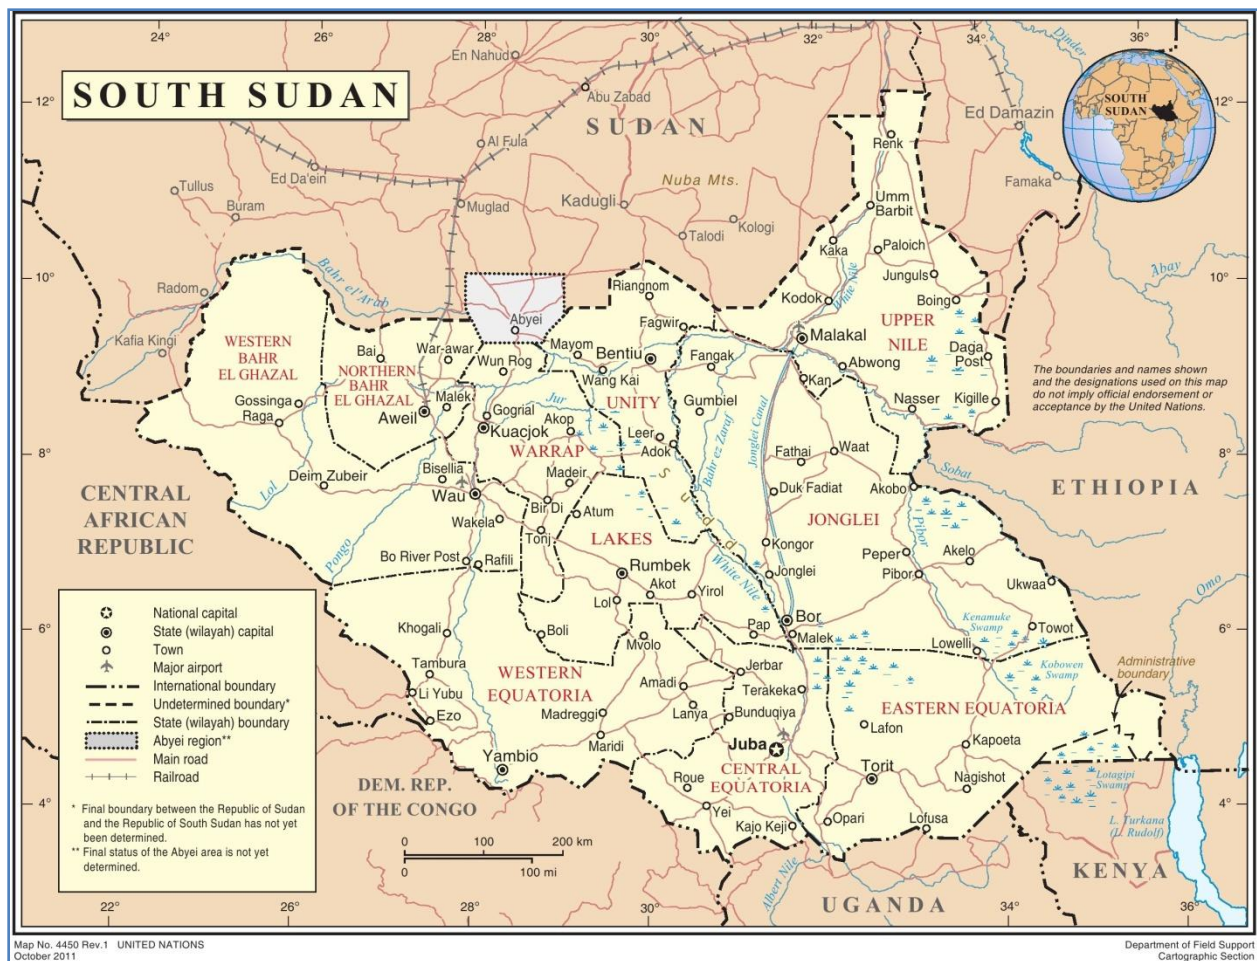 24°
26°
28°
30°
32°
34°
36°
SOUTH SUDAN
En Nahud
Abu Zabad
SUDAN
Dinder
SOUTH
SUDAN
12°
12°
Ed Damazin
Renk
Al Fula
Ed Da'ein
Tullus
Buram
Muglad
Nuba Mts.
Kadugli
Talodi
Kologi
Famaka
Umm
Barbit
Kaka
Paloich
Junguls
Abay
10°
10°
Radom
Bahr el'Arab
Riangnom
Kodok
White Nile
Boing
Abyei
Kafia Kingi
WESTERN
BAHR
EL GHAZAL
Bai
NORTHERN
BAHR
EL GHAZAL
War-awar
Wun Rog
Mayom
Fagwir
Bentiu
Malakal
UPPER
NILE
Daga
Post
Fangak
Abwong
Wang Kai
Kan
The boundaries and names shown
and the designations used on this map
do not imply official endorsement or
acceptance by the United Nations.
Gossinga
Raga
Aweil
Malek
Gogrial
Kuacjok
Jur
Akop
UNITY
Gumbiel
Nasser
Kigille
Leer
Adok
Bahr ez Zaraf
Jonglei Canal
8°
8°
WARRAP
Fathai
Waat
Sobat
Deim Zubeir
Bisellia
Wau
Madeir
Bir Di
Atum
Sudd
Duk Fadiat
Akobo
ETHIOPIA
CENTRAL
AFRICAN
REPUBLIC
Lol
Pongo
Wakela
Tonj
LAKES
JONGLEI
Kongor
Pibor
Peper
Akelo
Bo River Post
Rafili
Rumbek
White Nile
Jonglei
Pibor
Ukwaa
Omo
Akot
Lol
Yirol
6°
6°
Bor
Malek
Pap
Kenamuke
Swamp
Towot
Lowelli
Khogali
Boli
Mvolo
Kobowen
Swamp
Administrative
boundary
National capital
State (wilayah) capital
Town
Major airport
International boundary
Undetermined boundary*
State (wilayah) boundary
Abyei region**
Main road
Railroad
* Final boundary between the Republic of Sudan
and the Republic of South Sudan has not yet
been determined.
** Final status of the Abyei area is not yet
determined.
Tambura
Li Yubu
Ezo
WESTERN
EQUATORIA
Jerbar
Amadi
Terakeka
Lanya
Bunduqiya
EASTERN EQUATORIA
Lafon
Madreggi
Maridi
Juba
Kapoeta
Yambio
CENTRAL
EQUATORIA
Torit
Nagishot
DEM. REP.
OF THE CONGO
Roue
Yei
Kajo Keji
Opari
Lofusa
Lotagipi
Swamp
4°
4°
L. Turkana
(L. Rudolf)
0 100 200 km
0 100 mi
Albert Nile
UGANDA
KENYA
22°
26°
28°
30°
34°
36°
Map No. 4450 Rev.1 UNITED NATIONS
October 2011
Department of Field Support
Cartographic Section